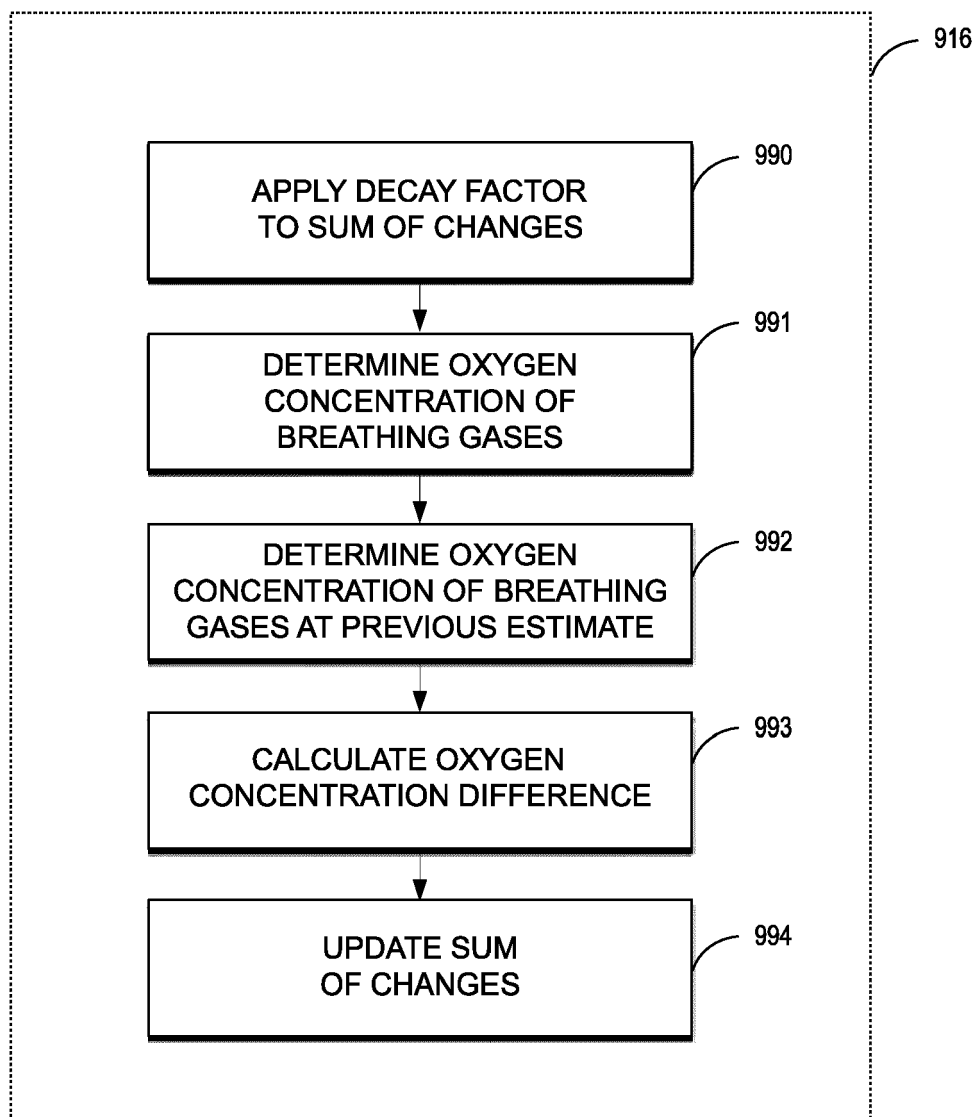 916
990
APPLY DECAY FACTOR
TO SUM OF CHANGES
991
DETERMINE OXYGEN
CONCENTRATION OF
BREATHING GASES
992
DETERMINE OXYGEN
CONCENTRATION OF BREATHING
GASES AT PREVIOUS ESTIMATE
993
CALCULATE OXYGEN
CONCENTRATION DIFFERENCE
994
UPDATE SUM
OF CHANGES